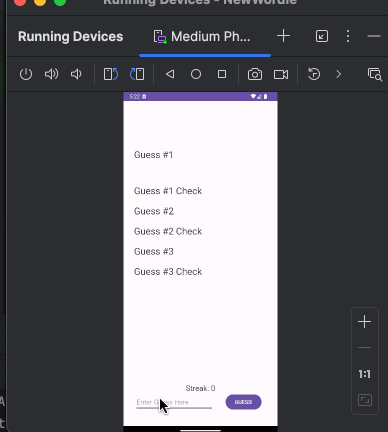 Running Devices - NewWordle
Running Devices
Medium Ph...
1:1
5:22
Guess #1
Guess #1 Check
Guess #2
Guess #2 Check
Guess #3
Guess #3 Check
Streak: 0
Enter Guess Here
GUESS!